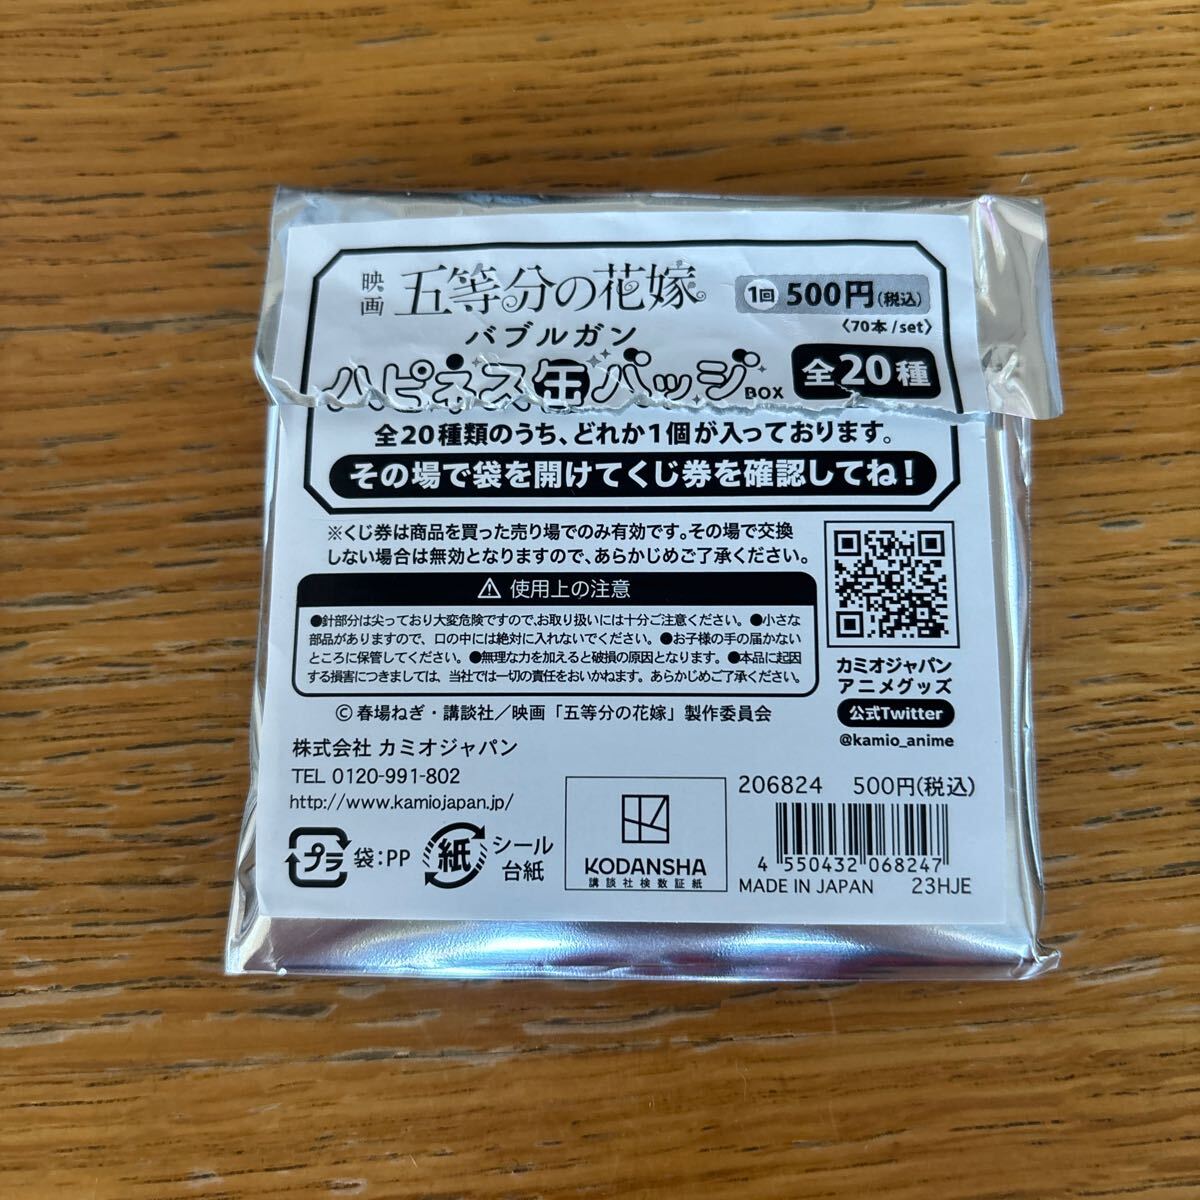 映画 五等分の花嫁
1回 500円(税込)
〈70本/set〉
バブルガン
ハピネス缶バッジBOX
全20種
全20種類のうち、どれか1個が入っております。
その場で袋を開けてくじ券を確認してね!
※くじ券は商品を買った売り場でのみ有効です。その場で交換
しない場合は無効となりますので、あらかじめご了承ください。
⚠ 使用上の注意
●針部分は尖っており大変危険ですので、お取り扱いには十分ご注意ください。●小さな
部品がありますので、口の中には絶対に入れないでください。●お子様の手の届かない
ところに保管してください。●無理な力を加えると破損の原因となります。●本品に起因
する損害につきましては、当社では一切の責任をおいかねます。あらかじめご了承ください。
カミオジャパン
アニメグッズ
公式Twitter
@kamio_anime
©春場ねぎ・講談社/映画「五等分の花嫁」製作委員会
株式会社 カミオジャパン
TEL 0120-991-802
http://www.kamiojapan.jp/
プラ 袋:PP
紙 シール
台紙
KODANSHA
講談社検数証紙
206824 500円(税込)
4 550432 068247
MADE IN JAPAN 23HJE